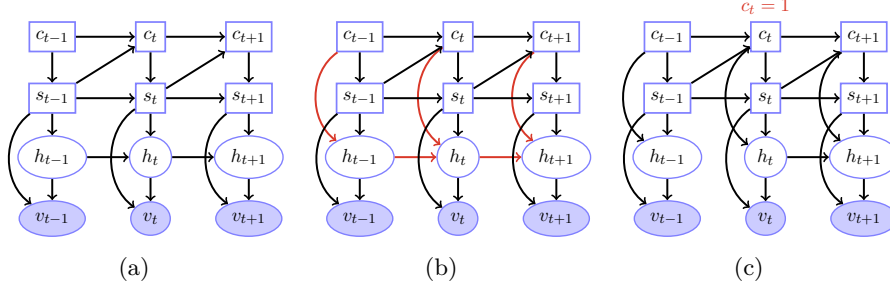 c_t = 1
c_{t-1} c_t c_{t+1} c_{t-1} c_t c_{t+1} c_{t-1} c_t c_{t+1}
s_{t-1} s_t s_{t+1} s_{t-1} s_t s_{t+1} s_{t-1} s_t s_{t+1}
h_{t-1} h_t h_{t+1} h_{t-1} h_t h_{t+1} h_{t-1} h_t h_{t+1}
v_{t-1} v_t v_{t+1} v_{t-1} v_t v_{t+1} v_{t-1} v_t v_{t+1}
(a) (b) (c)